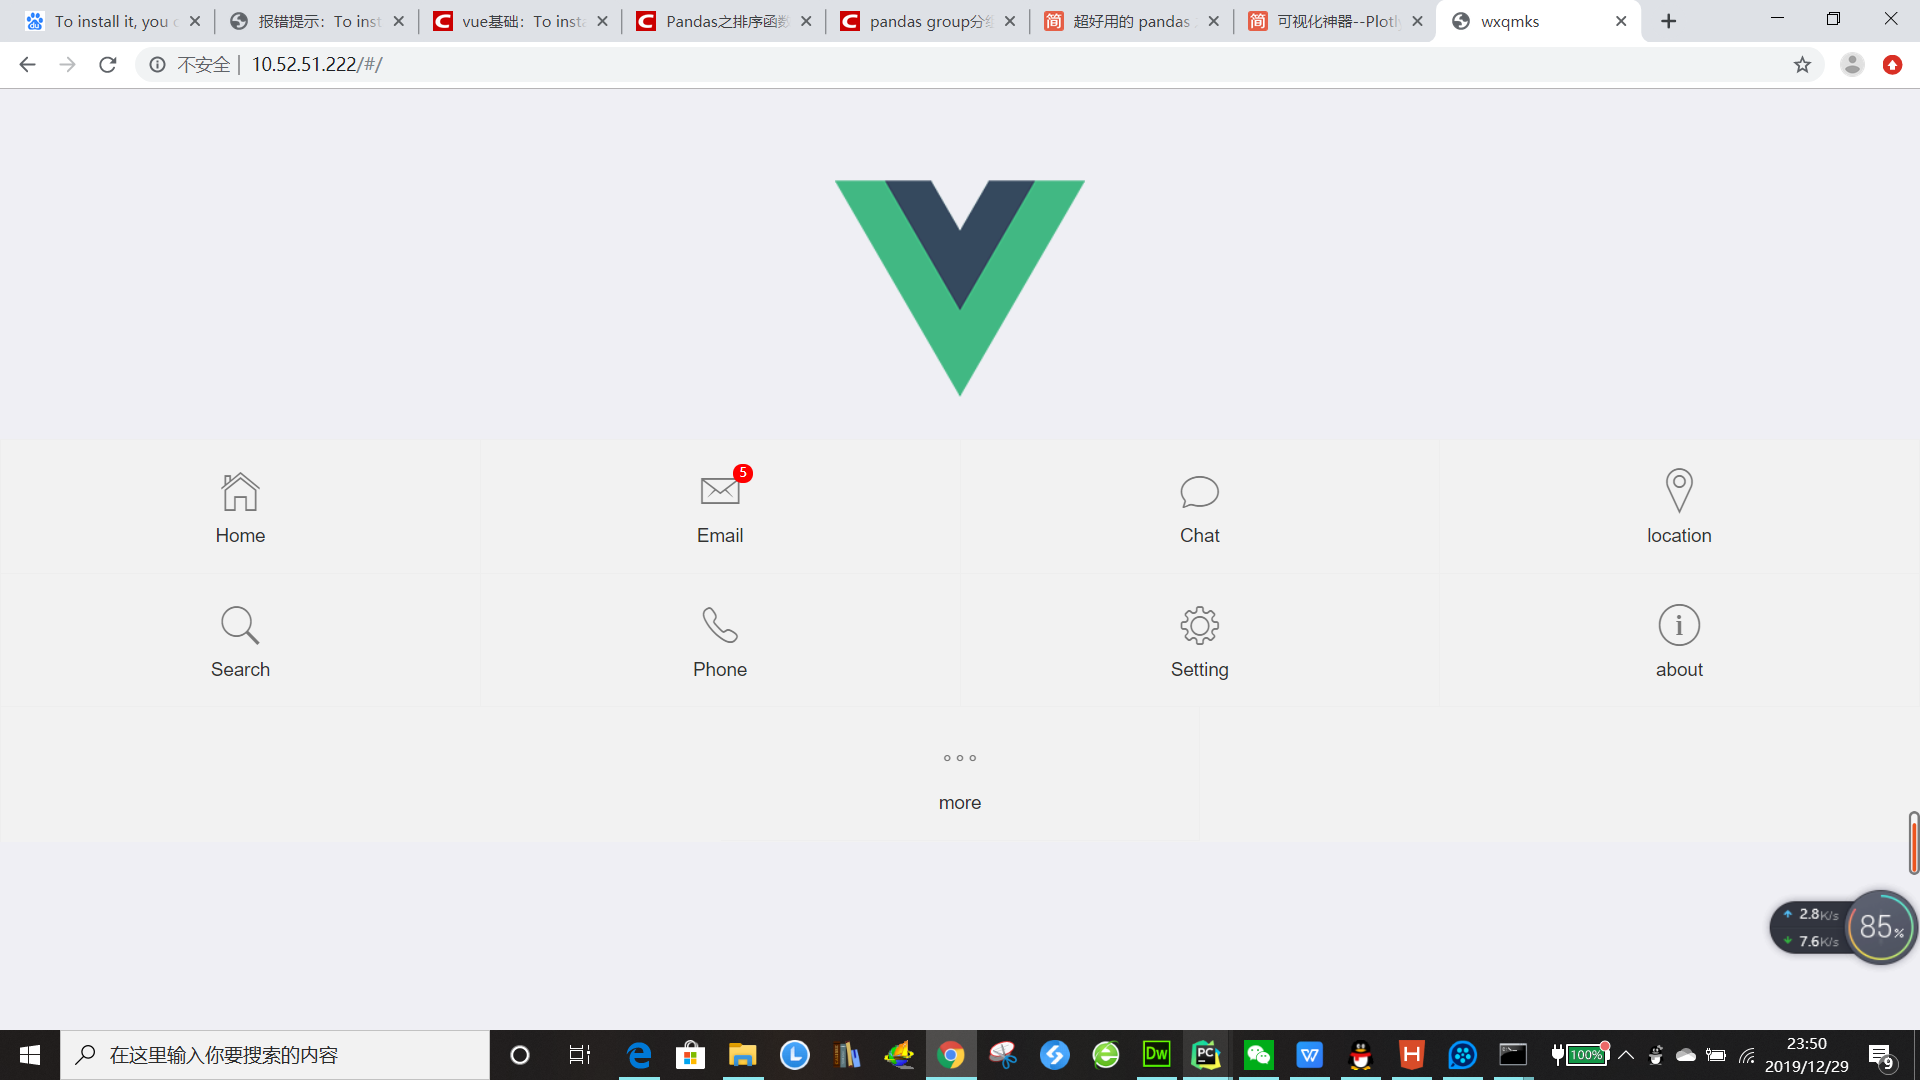 To install it, you c
报错提示：To inst
vue基础：To insta
Pandas之排序函数
pandas group分组
超好用的 pandas
可视化神器--Plotly
wxqmks
不安全 | 10.52.51.222/#/
5
Home
Email
Chat
location
Search
Phone
Setting
about
more
2.8K/s
7.6K/s
85%
在这里输入你要搜索的内容
Dw
PC
100%
23:50
2019/12/29
9